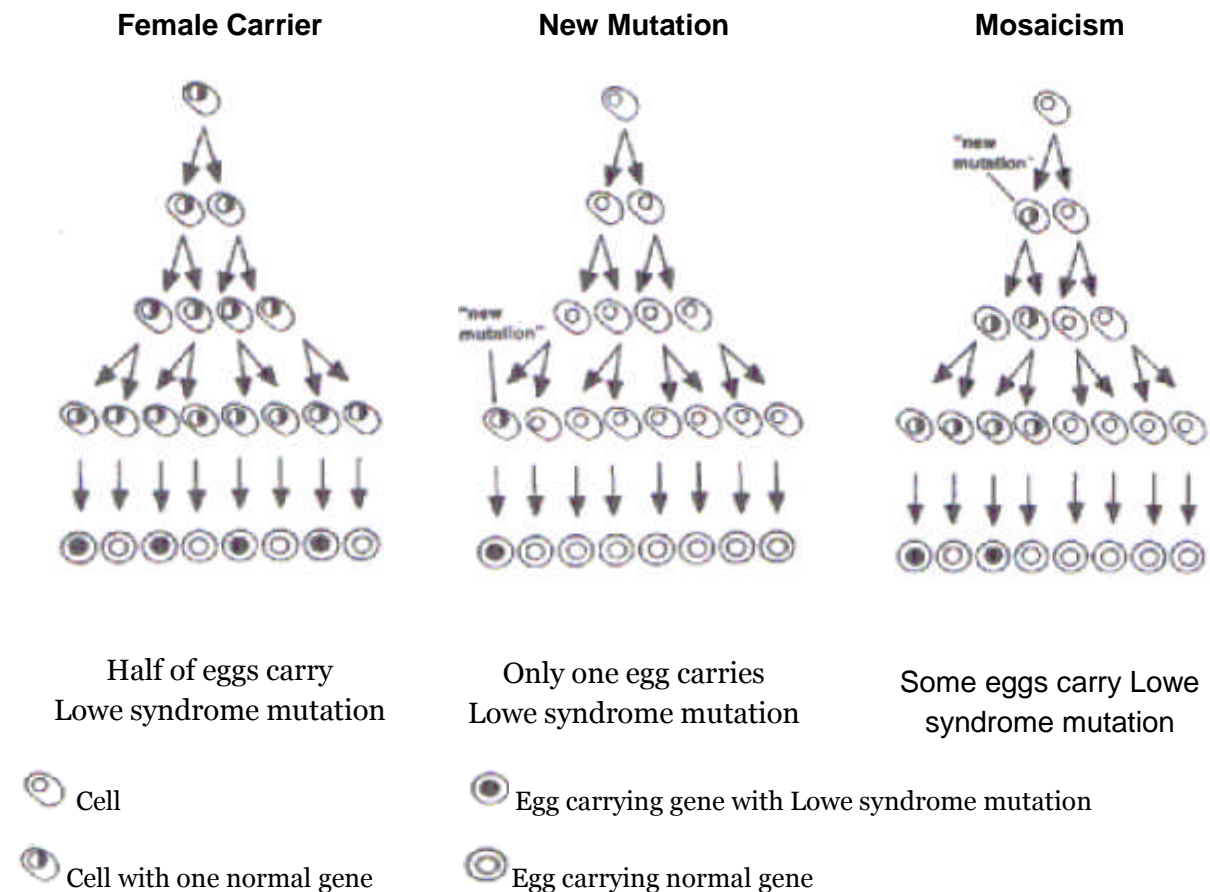 Female Carrier
New Mutation
Mosaicism
"new
mutation"
"new
mutation"
Half of eggs carry
Lowe syndrome mutation
Only one egg carries
Lowe syndrome mutation
Some eggs carry Lowe
syndrome mutation
Cell
Egg carrying gene with Lowe syndrome mutation
Cell with one normal gene
Egg carrying normal gene